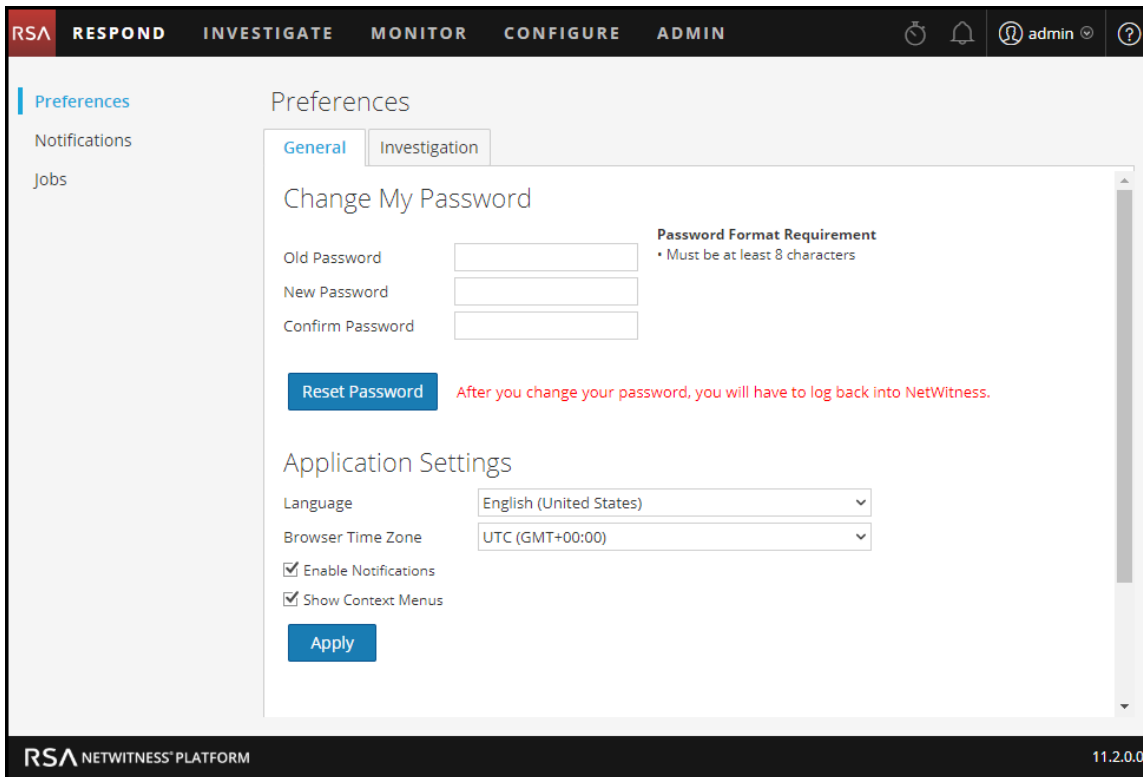 RSA RESPOND INVESTIGATE MONITOR CONFIGURE ADMIN admin ?
Preferences
Notifications
Jobs
Preferences
General Investigation
Change My Password
Password Format Requirement
• Must be at least 8 characters
Old Password
New Password
Confirm Password
Reset Password After you change your password, you will have to log back into NetWitness.
Application Settings
Language English (United States)
Browser Time Zone UTC (GMT+00:00)
Enable Notifications
Show Context Menus
Apply
RSA NETWITNESS® PLATFORM 11.2.0.0